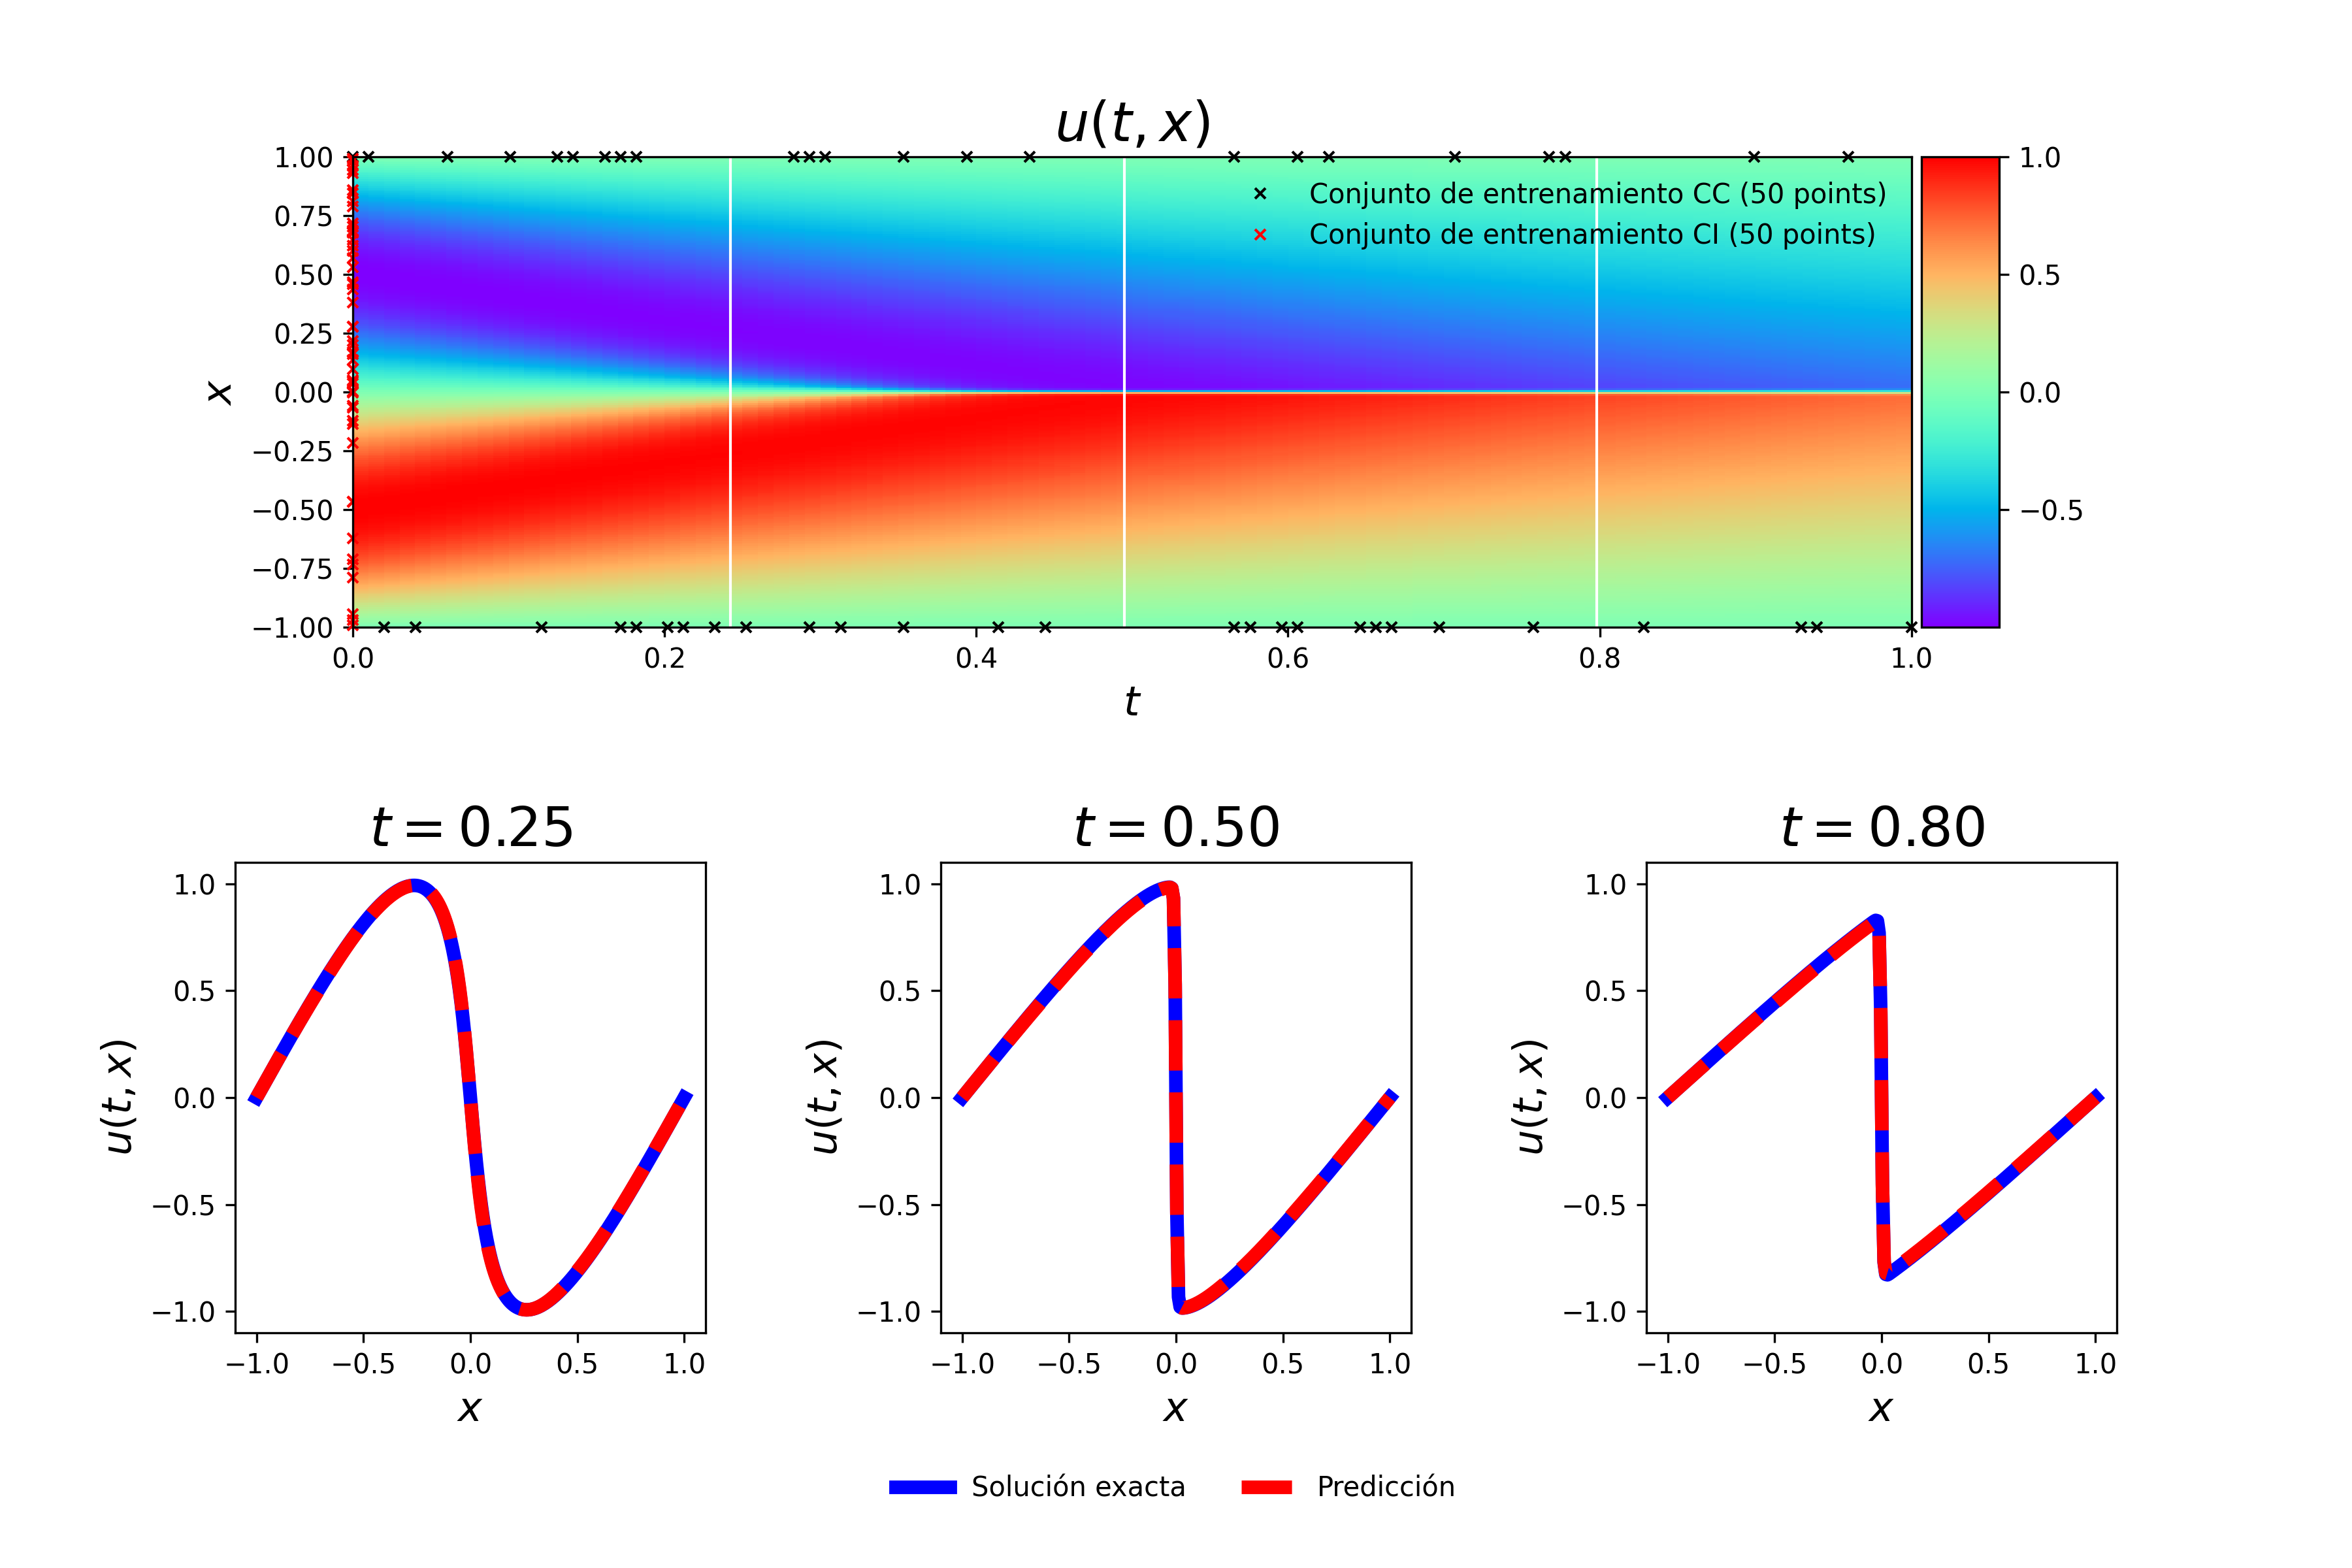 u(t, x)
1.00
0.75
0.50
0.25
0.00
−0.25
−0.50
−0.75
−1.00
x
Conjunto de entrenamiento CC (50 points)
Conjunto de entrenamiento CI (50 points)
1.0
0.5
0.0
−0.5
0.0 0.2 0.4 0.6 0.8 1.0
t
t = 0.25
1.0
0.5
0.0
−0.5
−1.0
u(t, x)
−1.0 −0.5 0.0 0.5 1.0
x
t = 0.50
1.0
0.5
0.0
−0.5
−1.0
u(t, x)
−1.0 −0.5 0.0 0.5 1.0
x
t = 0.80
1.0
0.5
0.0
−0.5
−1.0
u(t, x)
−1.0 −0.5 0.0 0.5 1.0
x
Solución exacta Predicción